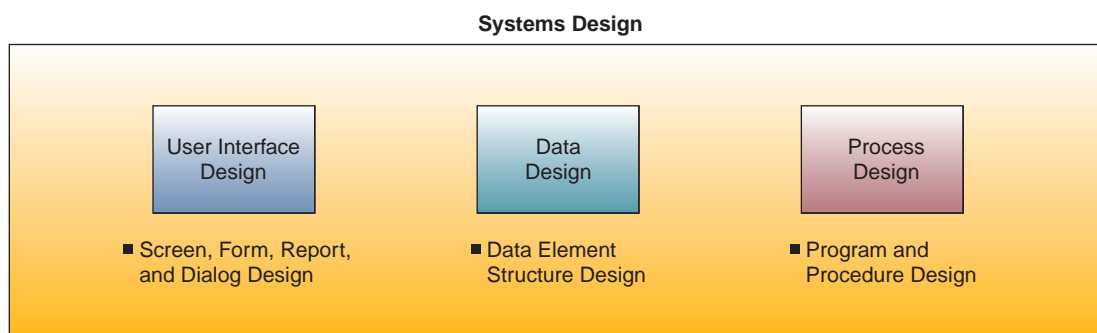 Systems Design
User Interface
Design
Data
Design
Process
Design
■ Screen, Form, Report,
and Dialog Design
■ Data Element
Structure Design
■ Program and
Procedure Design